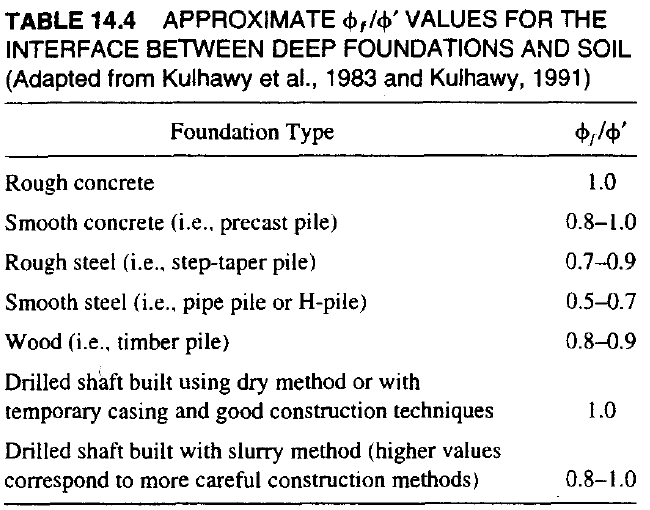 TABLE 14.4 APPROXIMATE ϕf/ϕ′ VALUES FOR THE
INTERFACE BETWEEN DEEP FOUNDATIONS AND SOIL
(Adapted from Kulhawy et al., 1983 and Kulhawy, 1991)
Foundation Type ϕf/ϕ′
Rough concrete 1.0
Smooth concrete (i.e., precast pile) 0.8–1.0
Rough steel (i.e., step-taper pile) 0.7–0.9
Smooth steel (i.e., pipe pile or H-pile) 0.5–0.7
Wood (i.e., timber pile) 0.8–0.9
Drilled shaft built using dry method or with
temporary casing and good construction techniques 1.0
Drilled shaft built with slurry method (higher values
correspond to more careful construction methods) 0.8–1.0